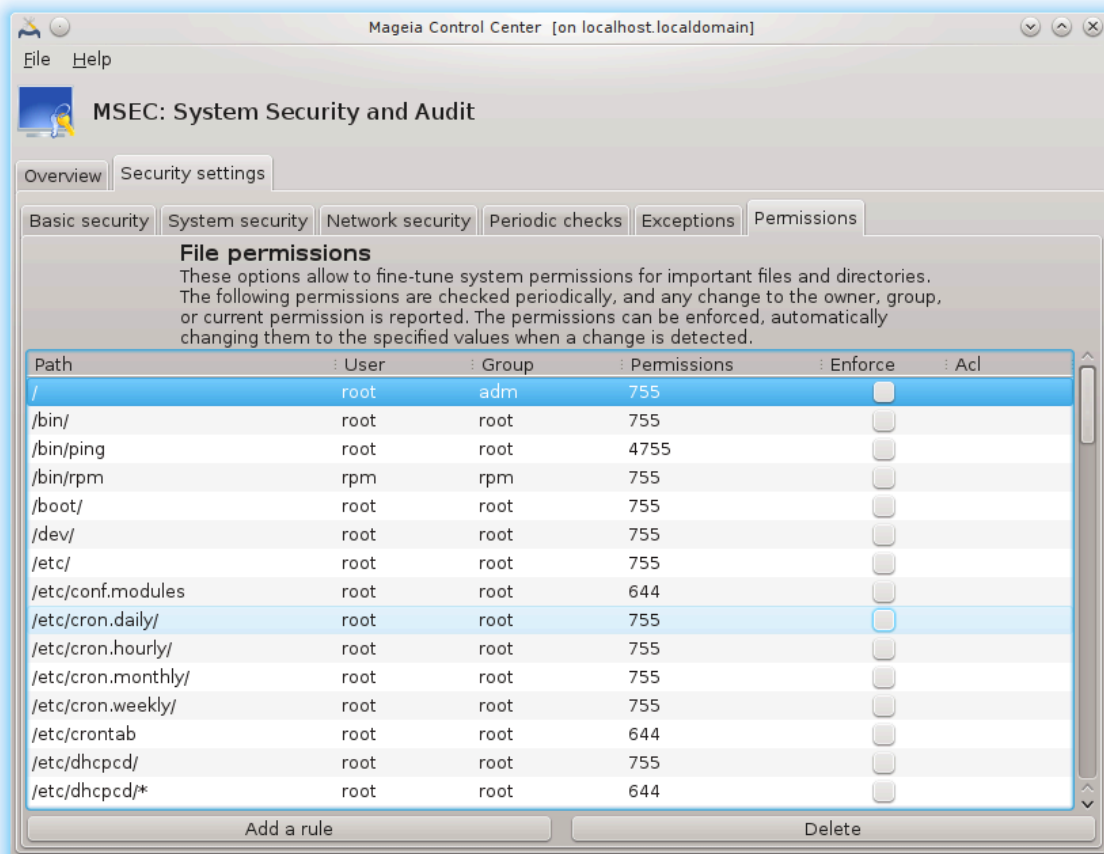 Mageia Control Center [on localhost.localdomain]
File Help
MSEC: System Security and Audit
Overview Security settings
Basic security System security Network security Periodic checks Exceptions Permissions
File permissions
These options allow to fine-tune system permissions for important files and directories.
The following permissions are checked periodically, and any change to the owner, group,
or current permission is reported. The permissions can be enforced, automatically
changing them to the specified values when a change is detected.
Path User Group Permissions Enforce Acl
/ root adm 755
/bin/ root root 755
/bin/ping root root 4755
/bin/rpm rpm rpm 755
/boot/ root root 755
/dev/ root root 755
/etc/ root root 755
/etc/conf.modules root root 644
/etc/cron.daily/ root root 755
/etc/cron.hourly/ root root 755
/etc/cron.monthly/ root root 755
/etc/cron.weekly/ root root 755
/etc/crontab root root 644
/etc/dhcpcd/ root root 755
/etc/dhcpcd/* root root 644
Add a rule Delete